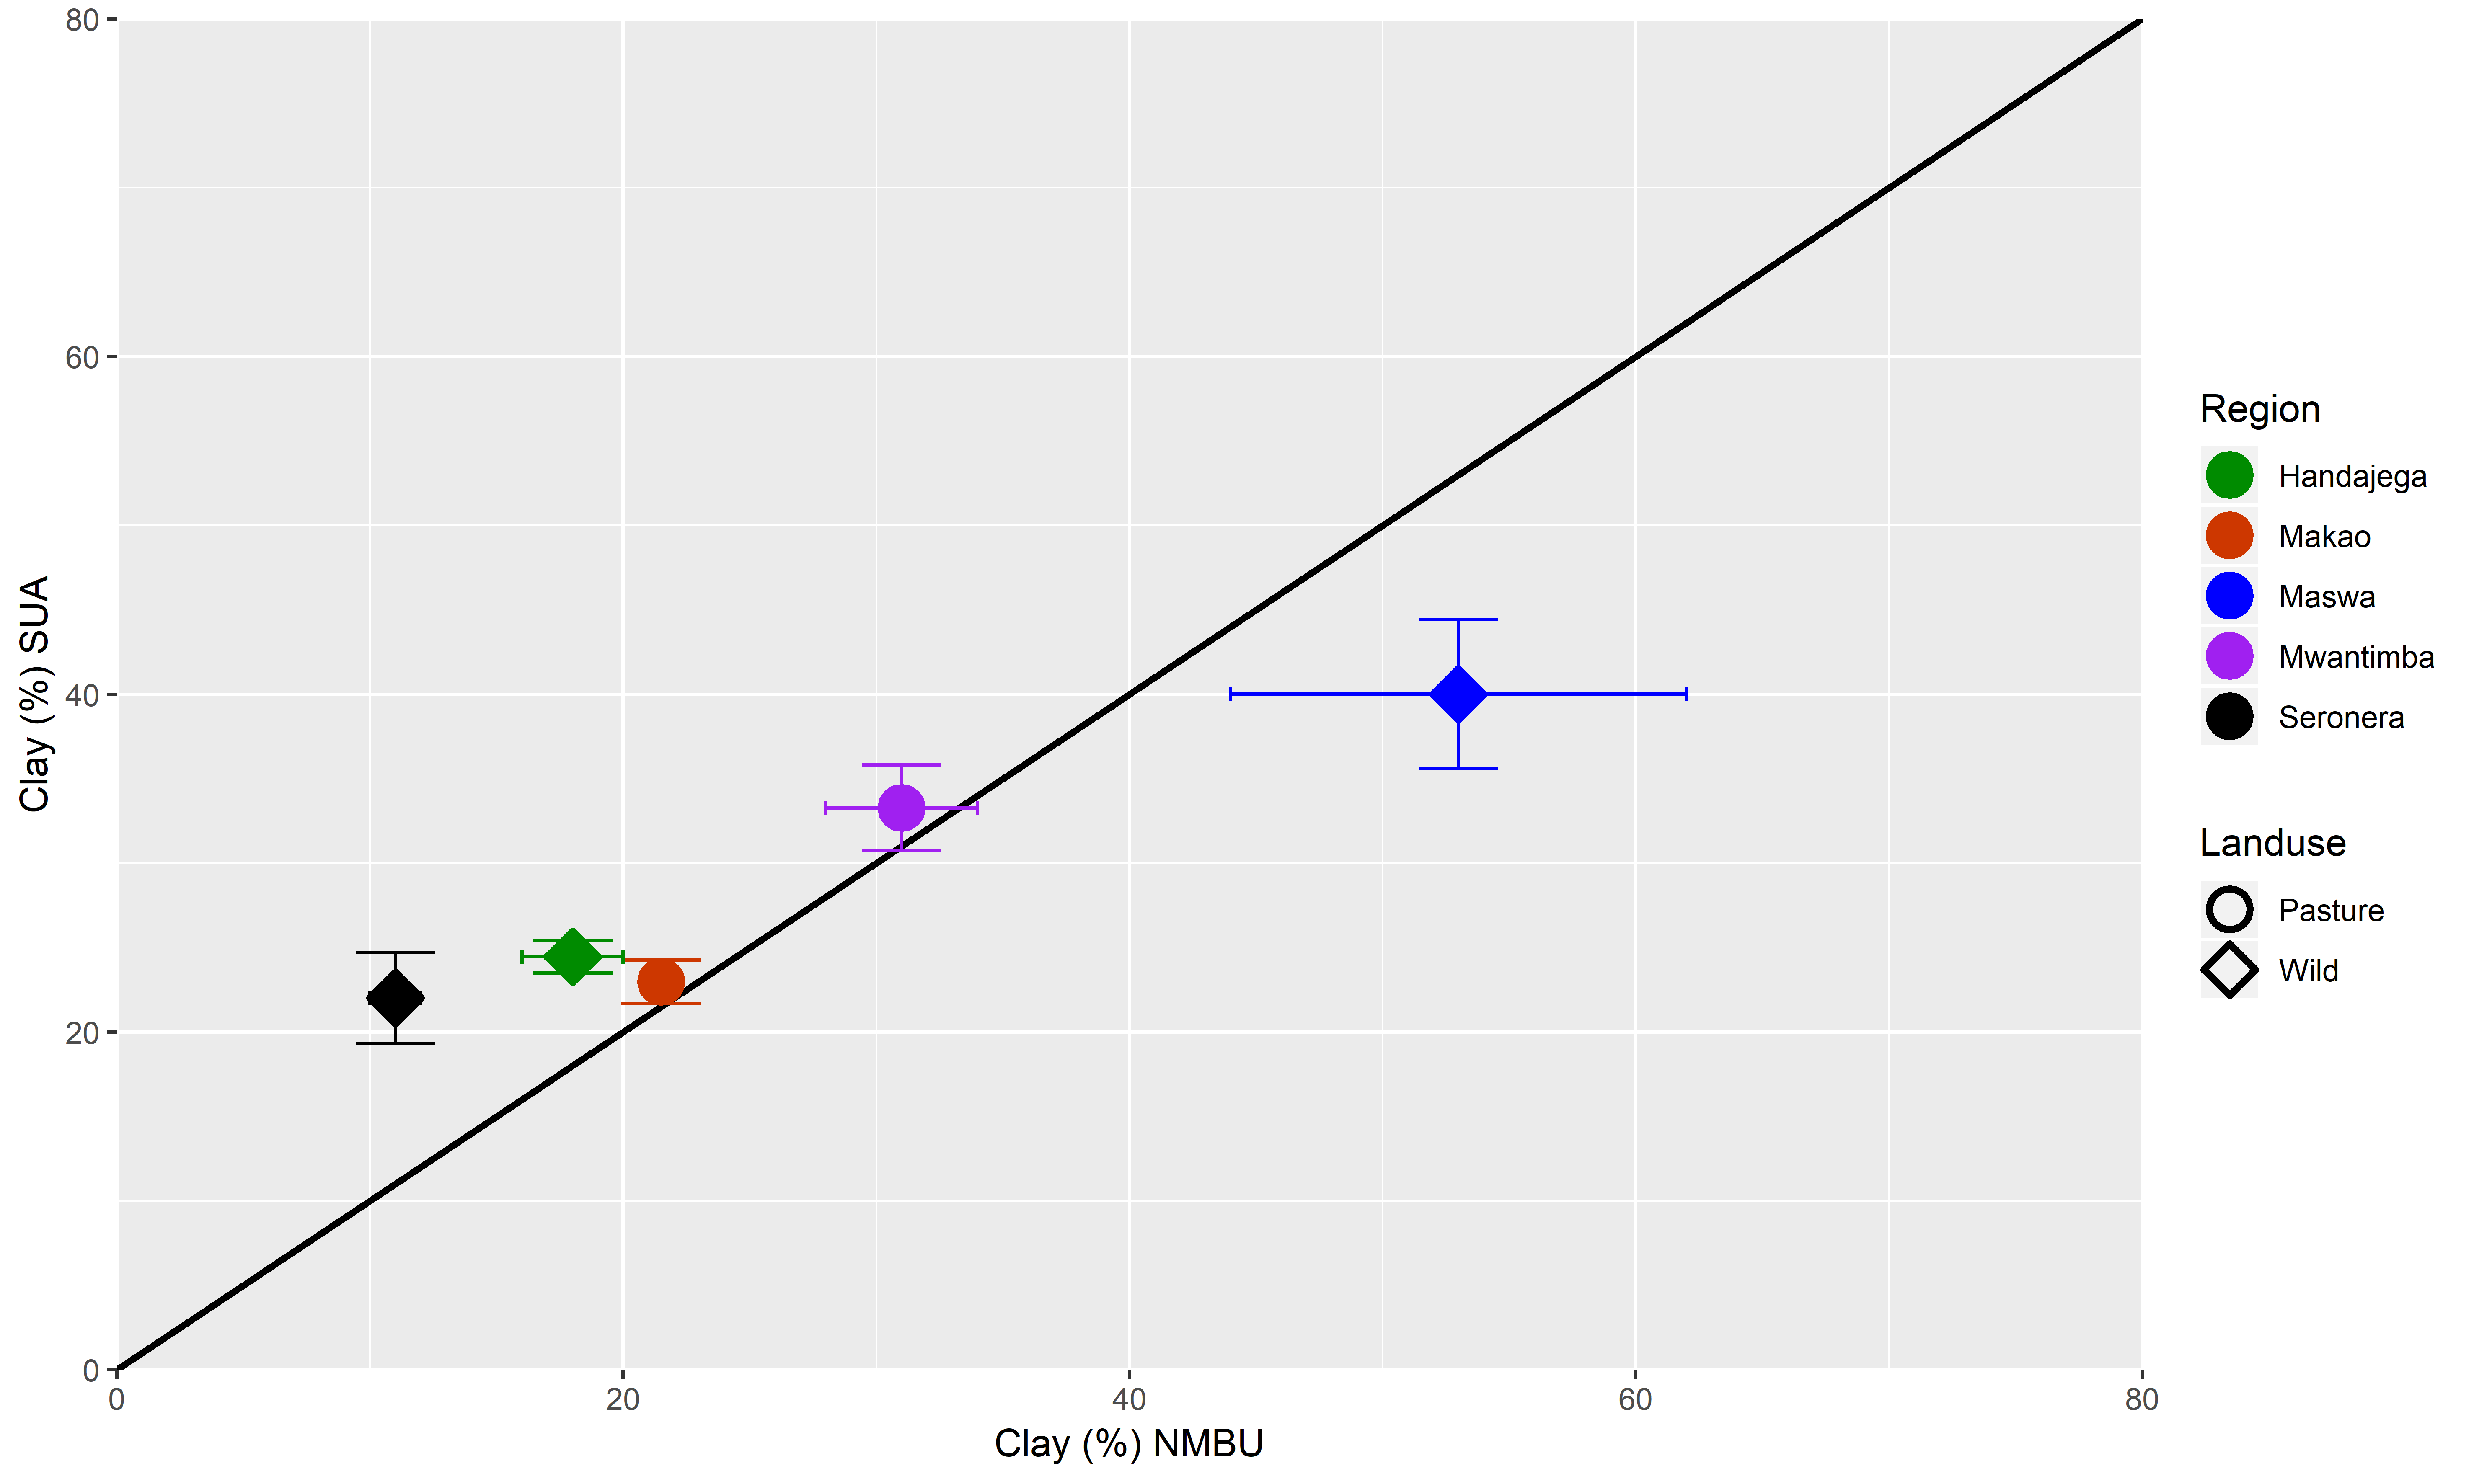 80
60
40
20
0
Clay (%) SUA
0 20 40 60 80
Clay (%) NMBU
Region
Handajega
Makao
Maswa
Mwantimba
Seronera
Landuse
Pasture
Wild